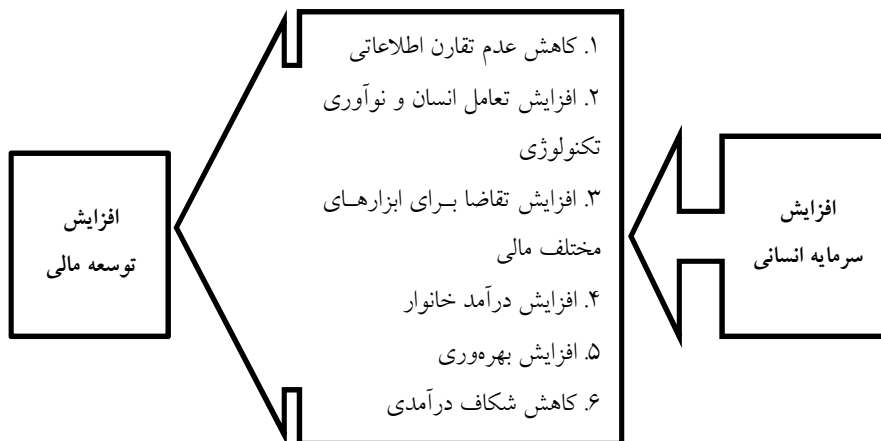 افزایش
سرمایه انسانی
۱. کاهش عدم تقارن اطلاعاتی
۲. افزایش تعامل انسان و نوآوری
تکنولوژی
۳. افزایش تقاضا بـرای ابزارهـای
مختلف مالی
۴. افزایش درآمد خانوار
۵. افزایش بهره‌وری
۶. کاهش شکاف درآمدی
افزایش
توسعه مالی